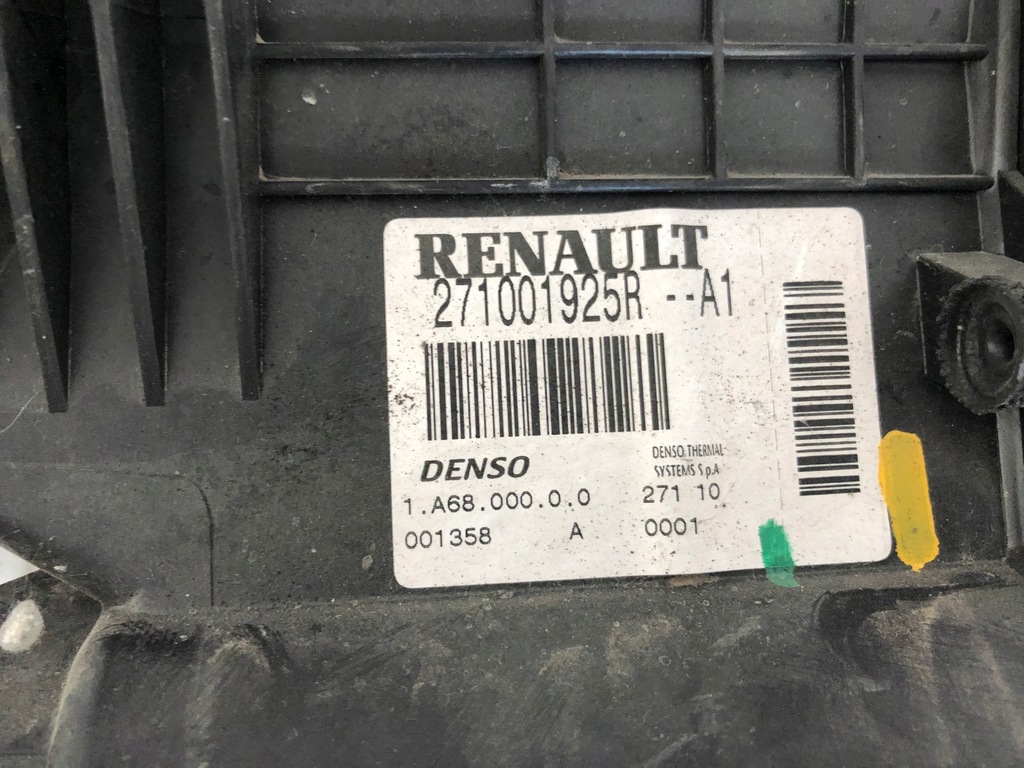 RENAULT
271001925R --A1
DENSO
DENSO THERMAL
SYSTEMS S.p.A
1.A68.000.0.0 271 10
001358 A 0001